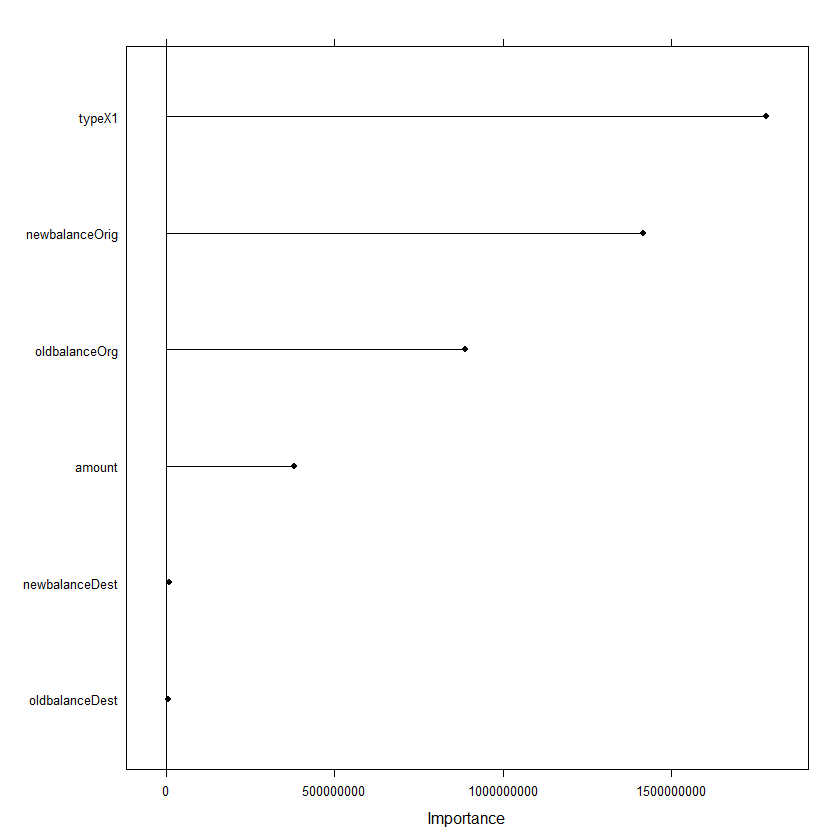 typeX1
newbalanceOrig
oldbalanceOrg
amount
newbalanceDest
oldbalanceDest
0 500000000 1000000000 1500000000
Importance